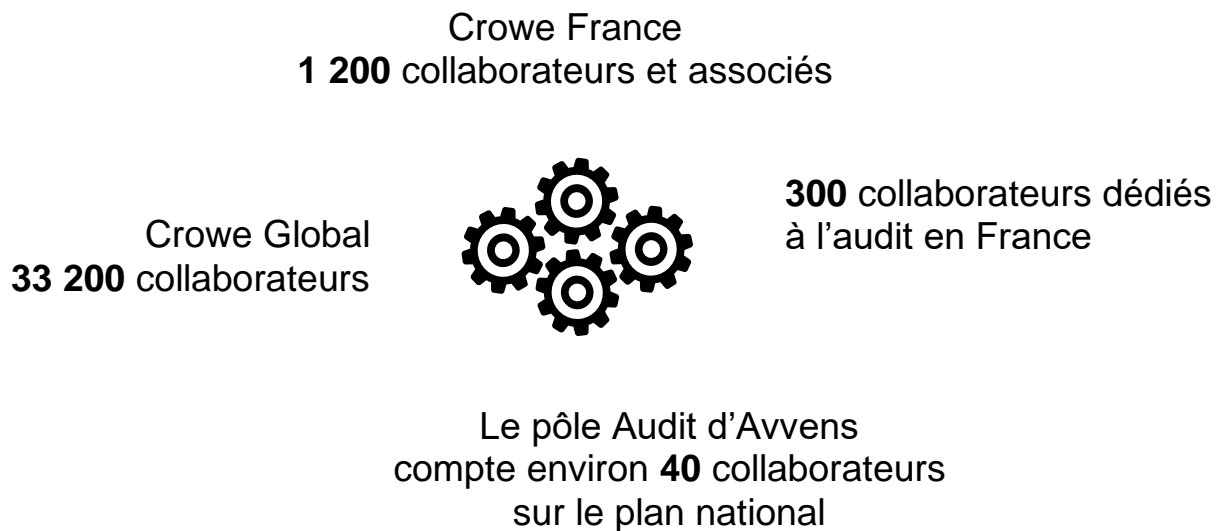 Crowe France
1 200 collaborateurs et associés
Crowe Global
33 200 collaborateurs
300 collaborateurs dédiés
à l’audit en France
Le pôle Audit d’Avvens
compte environ 40 collaborateurs
sur le plan national